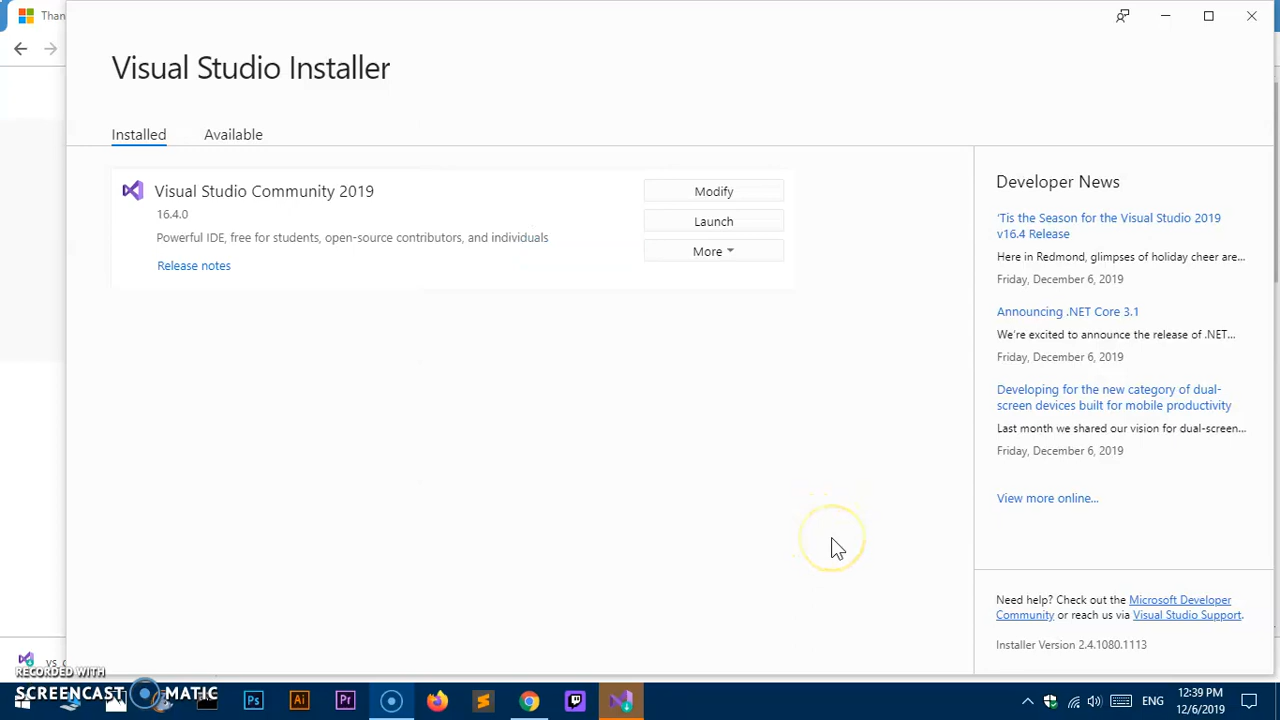 Than
Visual Studio Installer
Installed
Available
Visual Studio Community 2019
16.4.0
Powerful IDE, free for students, open-source contributors, and individuals
Release notes
Modify
Launch
More
Developer News
'Tis the Season for the Visual Studio 2019
v16.4 Release
Here in Redmond, glimpses of holiday cheer are...
Friday, December 6, 2019
Announcing .NET Core 3.1
We're excited to announce the release of .NET...
Friday, December 6, 2019
Developing for the new category of dual-
screen devices built for mobile productivity
Last month we shared our vision for dual-screen...
Friday, December 6, 2019
View more online...
Need help? Check out the Microsoft Developer
Community or reach us via Visual Studio Support.
Installer Version 2.4.1080.1113
RECORDED WITH
SCREENCAST MATIC
Ps
Ai
Pr
ENG
12:39 PM
12/6/2019